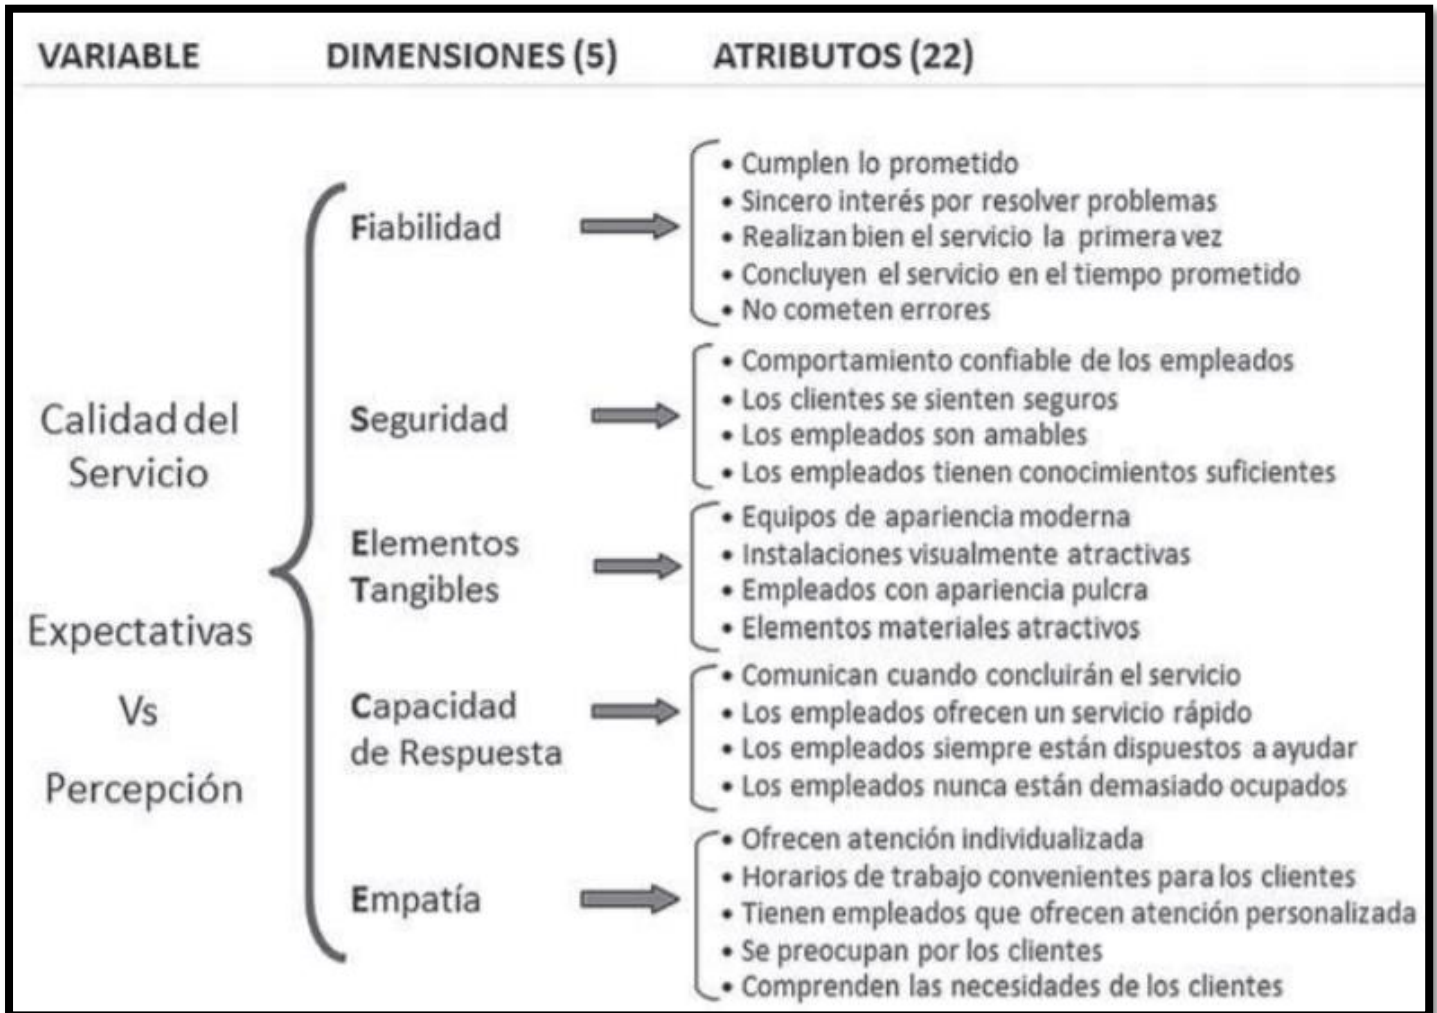 VARIABLE DIMENSIONES (5) ATRIBUTOS (22)
Calidad del
Servicio
Expectativas
Vs
Percepción
Fiabilidad
• Cumplen lo prometido
• Sincero interés por resolver problemas
• Realizan bien el servicio la primera vez
• Concluyen el servicio en el tiempo prometido
• No cometen errores
Seguridad
• Comportamiento confiable de los empleados
• Los clientes se sienten seguros
• Los empleados son amables
• Los empleados tienen conocimientos suficientes
Elementos
Tangibles
• Equipos de apariencia moderna
• Instalaciones visualmente atractivas
• Empleados con apariencia pulcra
• Elementos materiales atractivos
Capacidad
de Respuesta
• Comunican cuando concluirán el servicio
• Los empleados ofrecen un servicio rápido
• Los empleados siempre están dispuestos a ayudar
• Los empleados nunca están demasiado ocupados
Empatía
• Ofrecen atención individualizada
• Horarios de trabajo convenientes para los clientes
• Tienen empleados que ofrecen atención personalizada
• Se preocupan por los clientes
• Comprenden las necesidades de los clientes